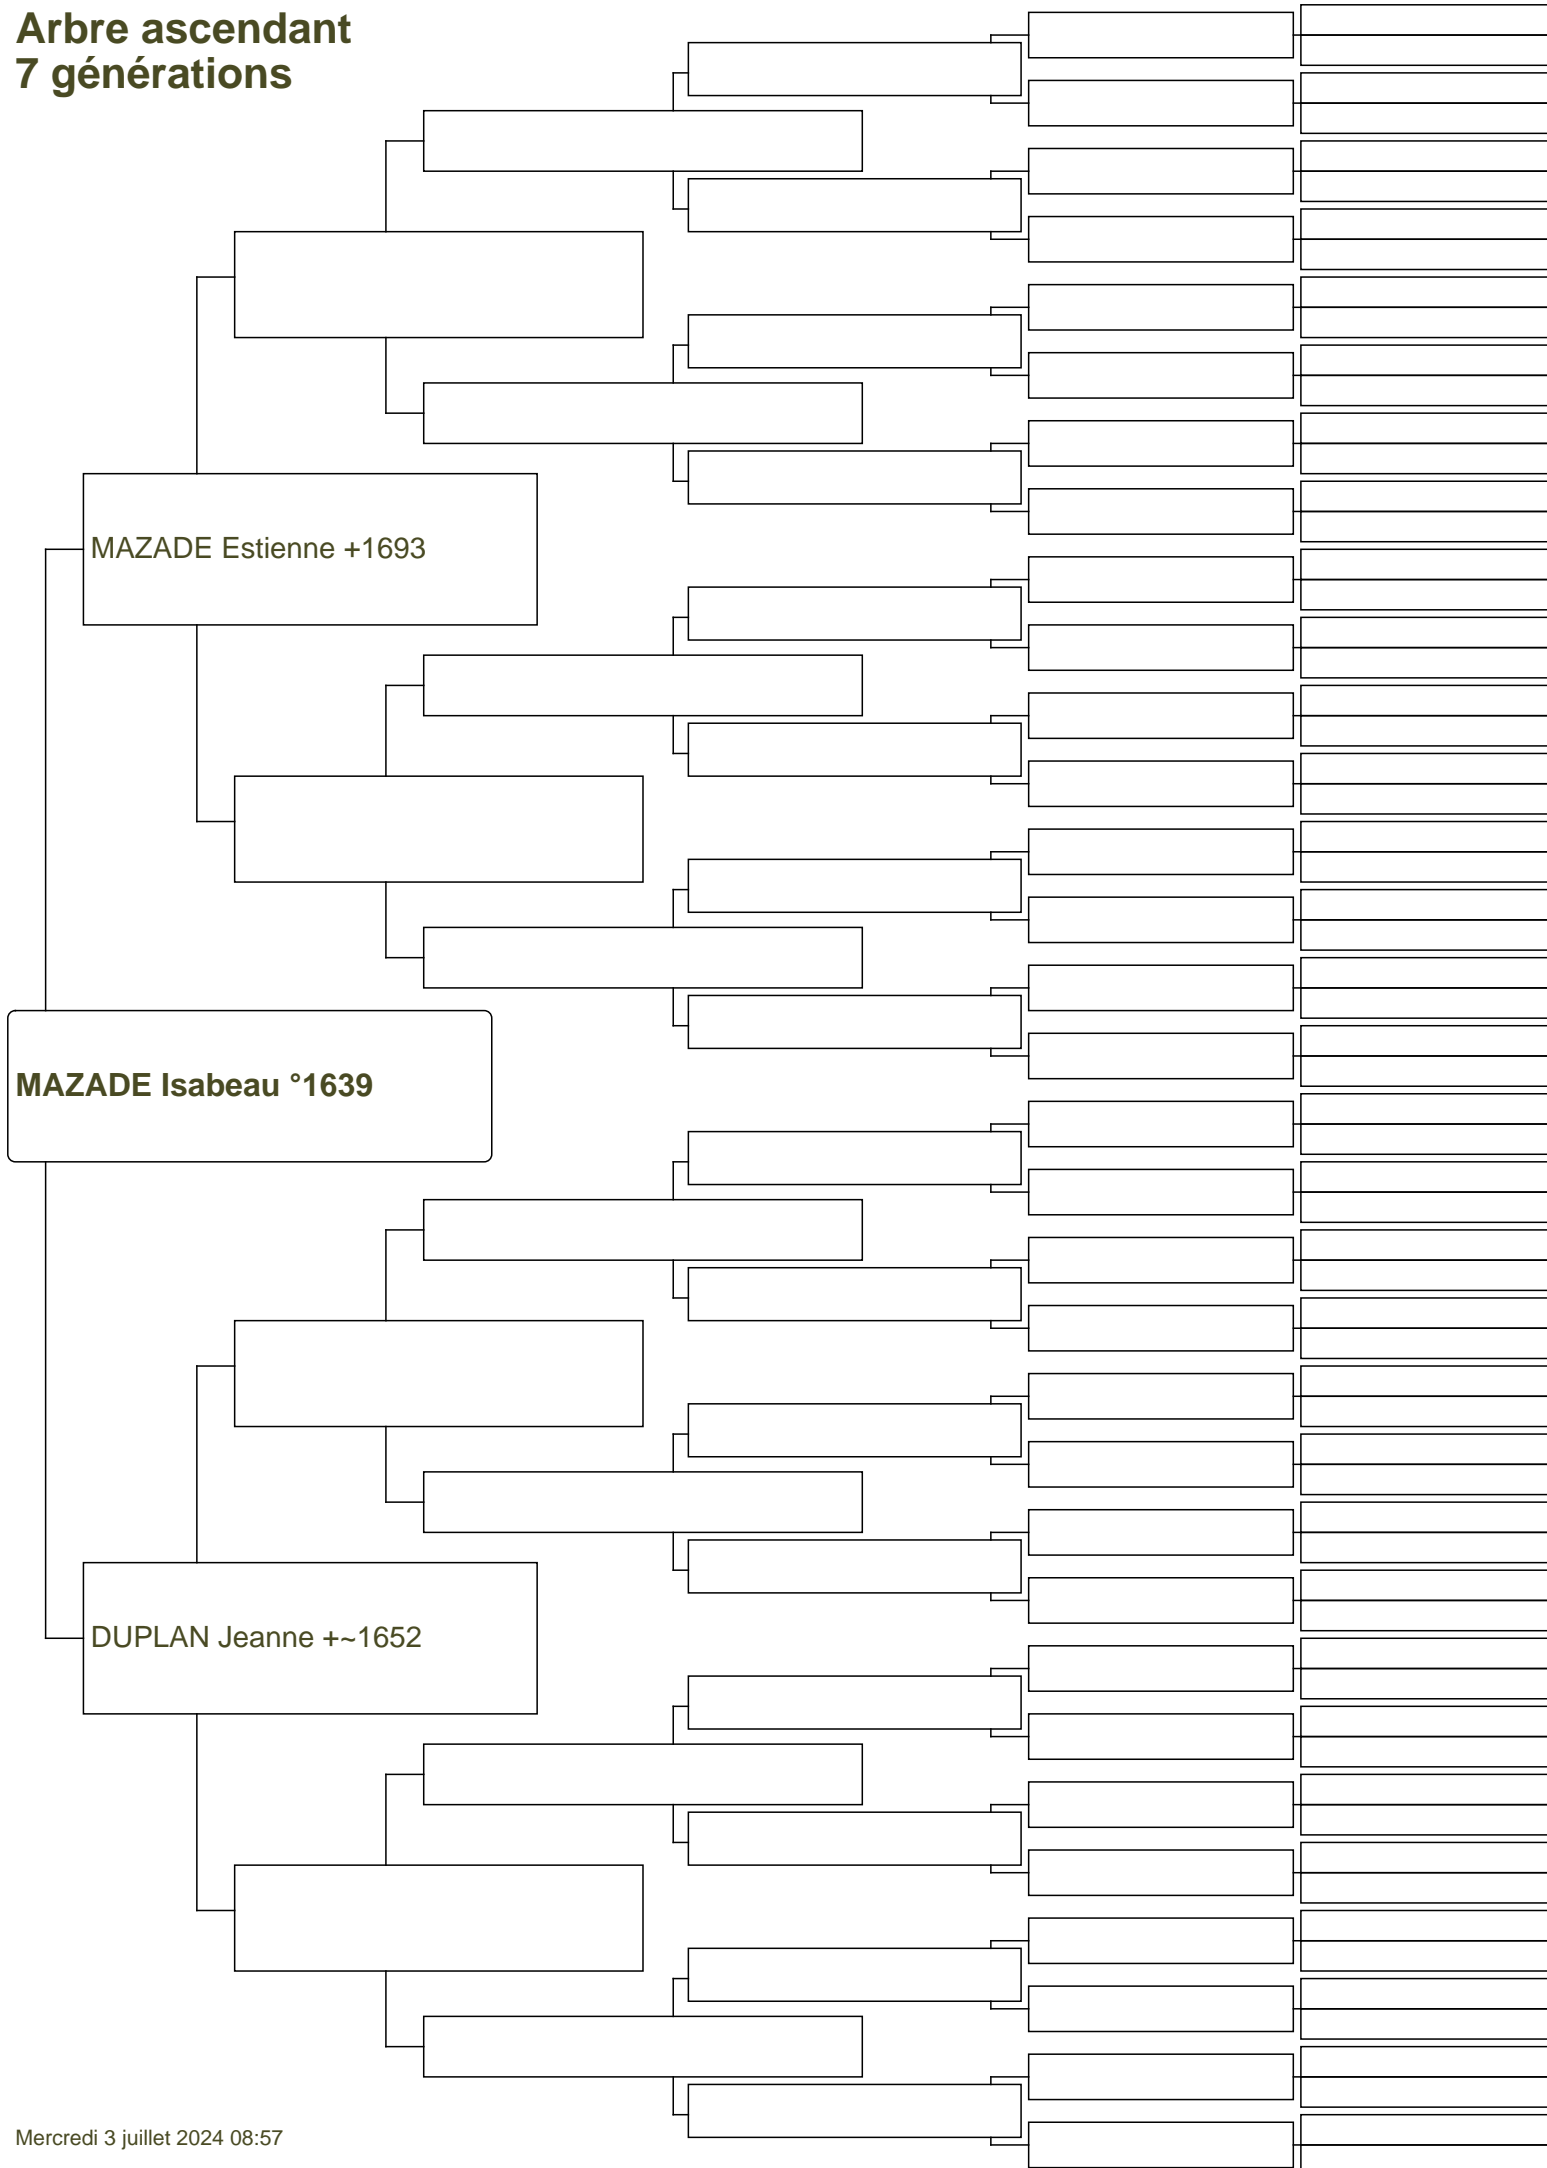 Arbre ascendant
7 générations
MAZADE Estienne +1693
MAZADE Isabeau °1639
DUPLAN Jeanne +~1652
Mercredi 3 juillet 2024 08:57